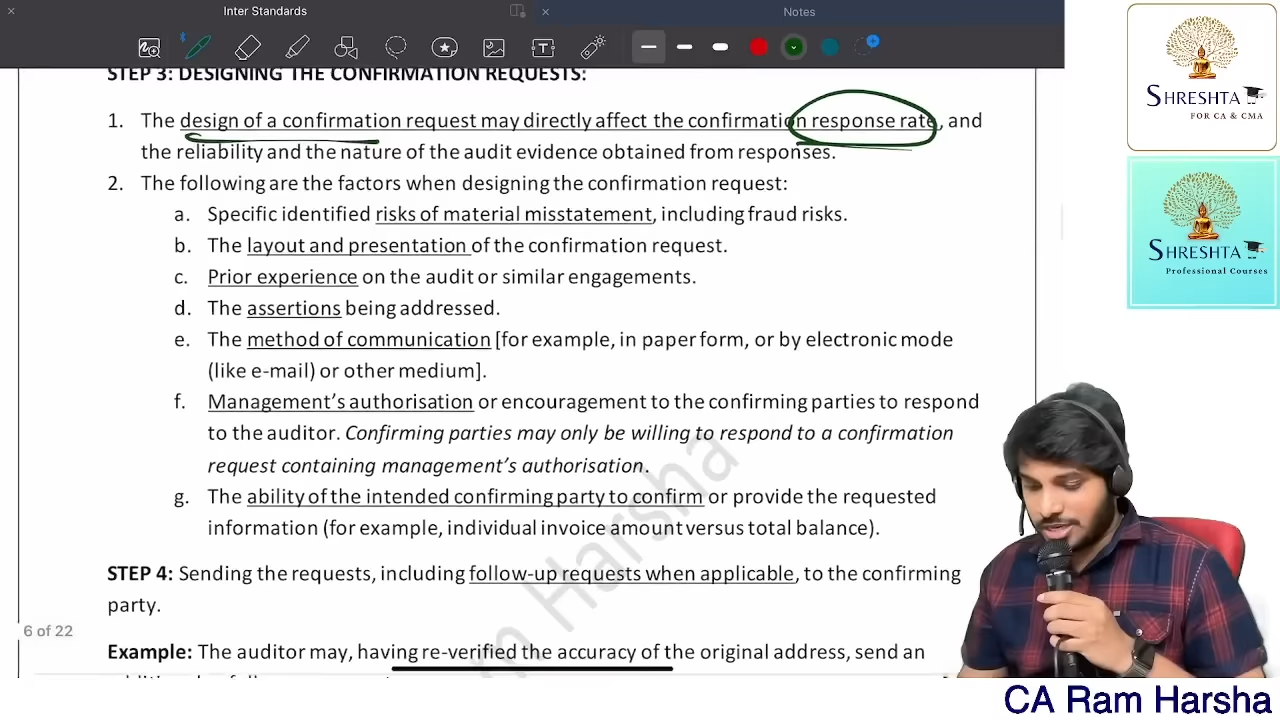 Inter Standards
Notes
STEP 3: DESIGNING THE CONFIRMATION REQUESTS:
1. The design of a confirmation request may directly affect the confirmation response rate, and
the reliability and the nature of the audit evidence obtained from responses.
2. The following are the factors when designing the confirmation request:
a. Specific identified risks of material misstatement, including fraud risks.
b. The layout and presentation of the confirmation request.
c. Prior experience on the audit or similar engagements.
d. The assertions being addressed.
e. The method of communication [for example, in paper form, or by electronic mode
(like e-mail) or other medium].
f. Management's authorisation or encouragement to the confirming parties to respond
to the auditor. Confirming parties may only be willing to respond to a confirmation
request containing management's authorisation.
g. The ability of the intended confirming party to confirm or provide the requested
information (for example, individual invoice amount versus total balance).
STEP 4: Sending the requests, including follow-up requests when applicable, to the confirming
party.
6 of 22
Example: The auditor may, having re-verified the accuracy of the original address, send an
Harsha
SHRESHTA
FOR CA & CMA
SHRESHTA
Professional Courses
CA Ram Harsha